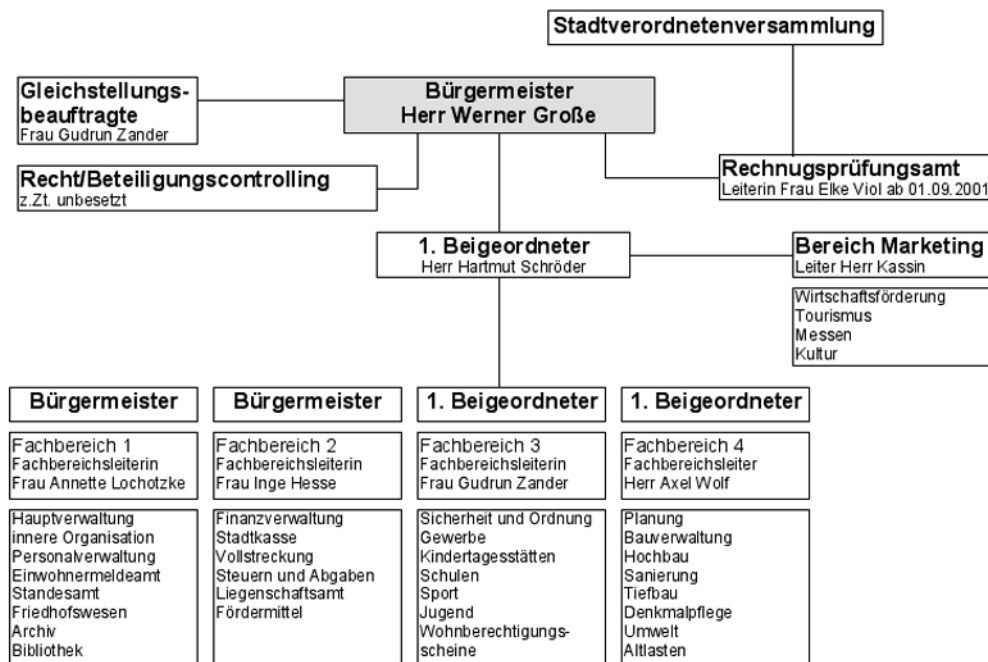 Stadtverordnetenversammlung
Gleichstellungs-
beauftragte
Frau Gudrun Zander
Bürgermeister
Herr Werner Große
Recht/Beteiligungscontrolling
z.Zt. unbesetzt
Rechnugsprüfungsamt
Leiterin Frau Elke Viol ab 01.09.2001
1. Beigeordneter
Herr Hartmut Schröder
Bereich Marketing
Leiter Herr Kassin
Wirtschaftsförderung
Tourismus
Messen
Kultur
Bürgermeister
Fachbereich 1
Fachbereichsleiterin
Frau Annette Lochotzke
Hauptverwaltung
innere Organisation
Personalverwaltung
Einwohnermeldeamt
Standesamt
Friedhofswesen
Archiv
Bibliothek
Bürgermeister
Fachbereich 2
Fachbereichsleiterin
Frau Inge Hesse
Finanzverwaltung
Stadtkasse
Vollstreckung
Steuern und Abgaben
Liegenschaftsamt
Fördermittel
1. Beigeordneter
Fachbereich 3
Fachbereichsleiterin
Frau Gudrun Zander
Sicherheit und Ordnung
Gewerbe
Kindertagesstätten
Schulen
Sport
Jugend
Wohnberechtigungs-
scheine
1. Beigeordneter
Fachbereich 4
Fachbereichsleiter
Herr Axel Wolf
Planung
Bauverwaltung
Hochbau
Sanierung
Tiefbau
Denkmalpflege
Umwelt
Altlasten